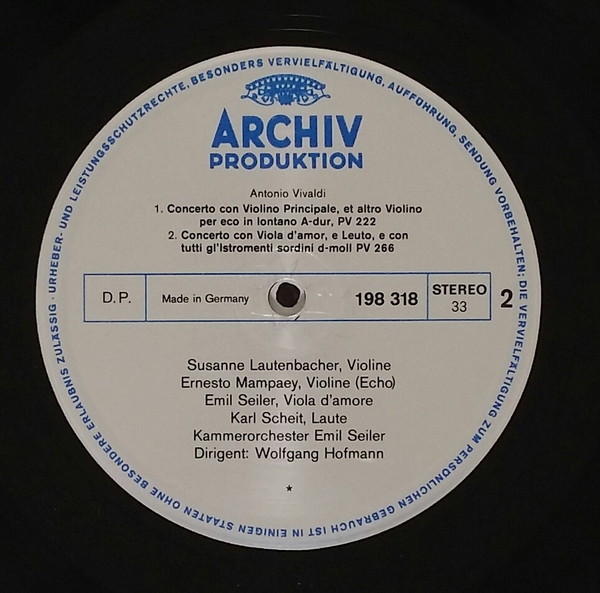 URHEBER- UND LEISTUNGSSCHUTZRECHTE, BESONDERS VERVIELFÄLTIGUNG, AUFFÜHRUNG, SENDUNG VORBEHALTEN: DIE VERVIELFÄLTIGUNG ZUM PERSÖNLICHEN GEBRAUCH IST IN EINIGEN STAATEN OHNE BESONDERE ERLAUBNIS ZULÄSSIG ·
ARCHIV
PRODUKTION
Antonio Vivaldi
1. Concerto con Violino Principale, et altro Violino
per eco in lontano A-dur, PV 222
2. Concerto con Viola d'amor, e Leuto, e con
tutti gl'Istromenti sordini d-moll PV 266
D.P. Made in Germany 198 318 STEREO 2
33
Susanne Lautenbacher, Violine
Ernesto Mampaey, Violine (Echo)
Emil Seiler, Viola d'amore
Karl Scheit, Laute
Kammerorchester Emil Seiler
Dirigent: Wolfgang Hofmann
*